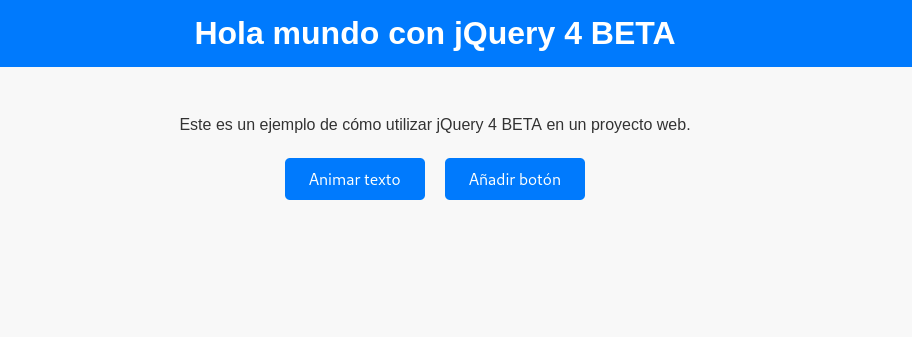 Hola mundo con jQuery 4 BETA
Este es un ejemplo de cómo utilizar jQuery 4 BETA en un proyecto web.
Animar texto
Añadir botón